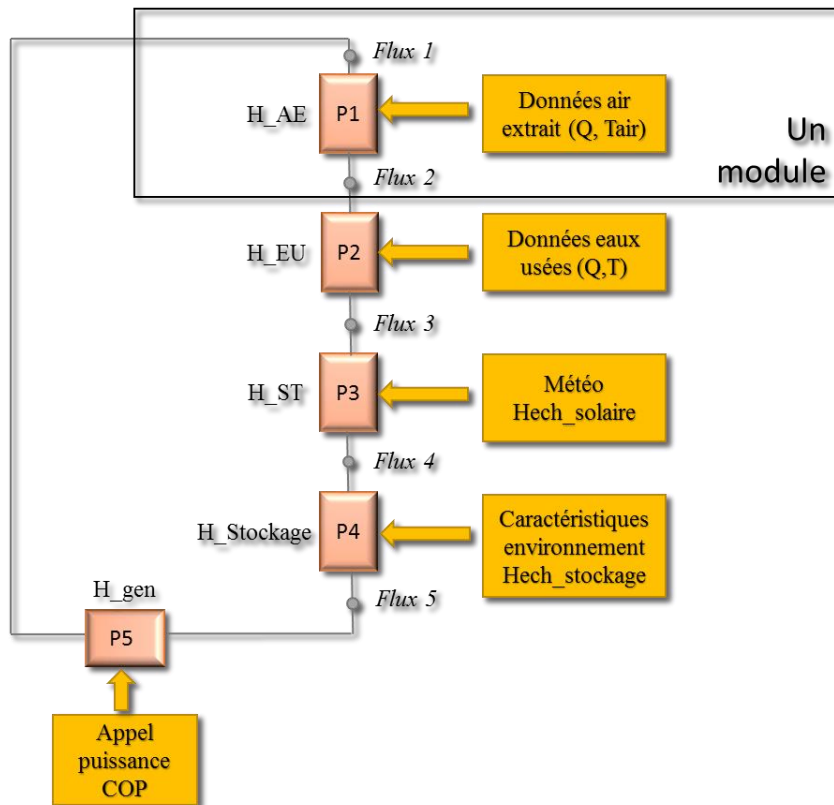 Flux 1
H_AE
P1
Données air
extrait (Q, Tair)
Un
module
Flux 2
H_EU
P2
Données eaux
usées (Q,T)
Flux 3
H_ST
P3
Météo
Hech_solaire
Flux 4
H_Stockage
P4
Caractéristiques
environnement
Hech_stockage
Flux 5
H_gen
P5
Appel
puissance
COP